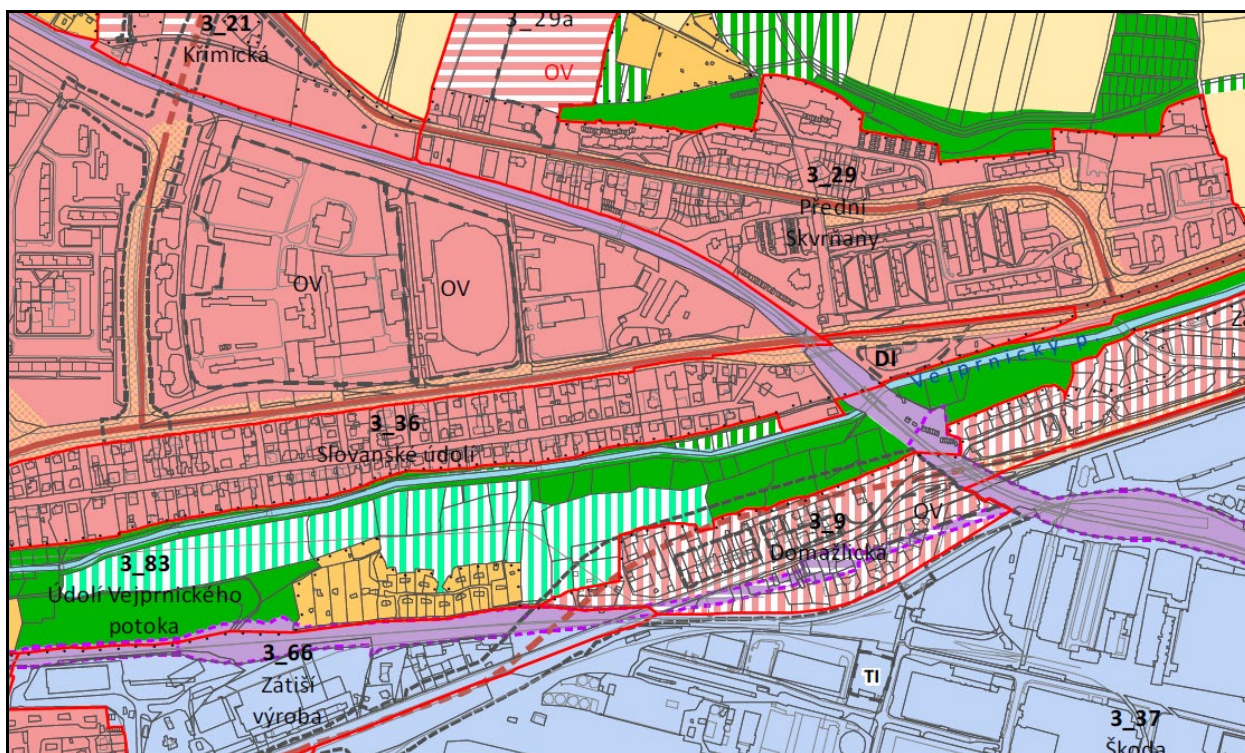 3_21
Křimická
3_29a
OV
3_29
Přední
Skvrňany
OV
OV
DI
Vejprnický p.
3_36
Slovanské údolí
3_9
OV
Domažlická
3_83
Údolí Vejprnického
potoka
3_66
Zátiší
výroba
TI
3_37
Škoda